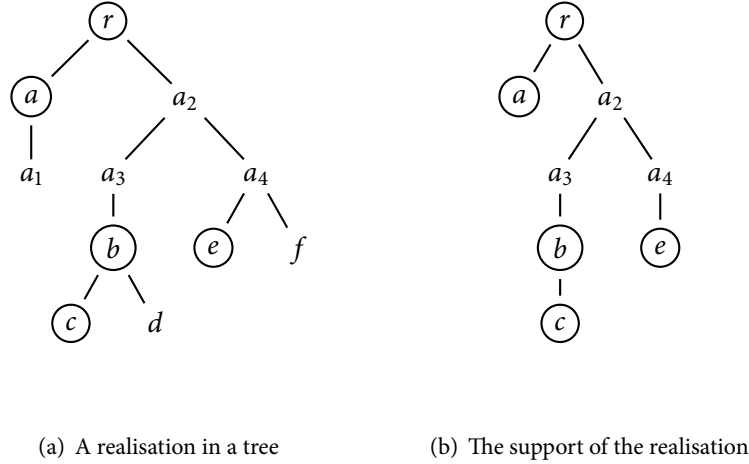 r r
a a₂ a a₂
a₁ a₃ a₄ a₃ a₄
b e f b e
c d c
(a) A realisation in a tree (b) The support of the realisation